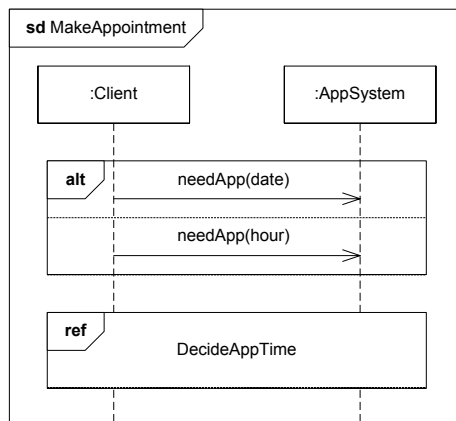 sd MakeAppointment
:Client
:AppSystem
alt
needApp(date)
needApp(hour)
ref
DecideAppTime